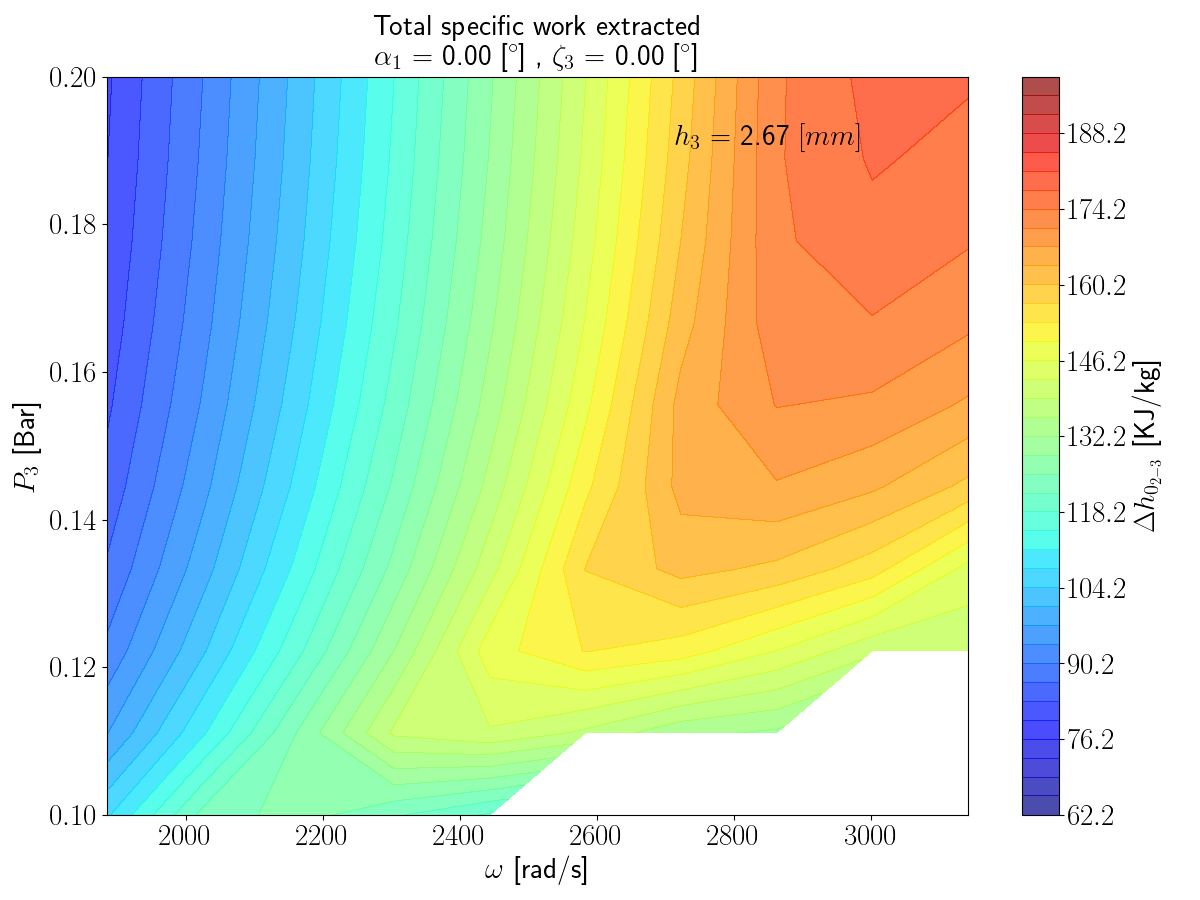 Total specific work extracted
α₁ = 0.00 [°] , ζ₃ = 0.00 [°]
h₃ = 2.67 [mm]
0.20
0.18
0.16
0.14
0.12
0.10
P₃ [Bar]
2000 2200 2400 2600 2800 3000
ω [rad/s]
188.2
174.2
160.2
146.2
132.2
118.2
104.2
90.2
76.2
62.2
Δh₀₂₋₃ [KJ/kg]